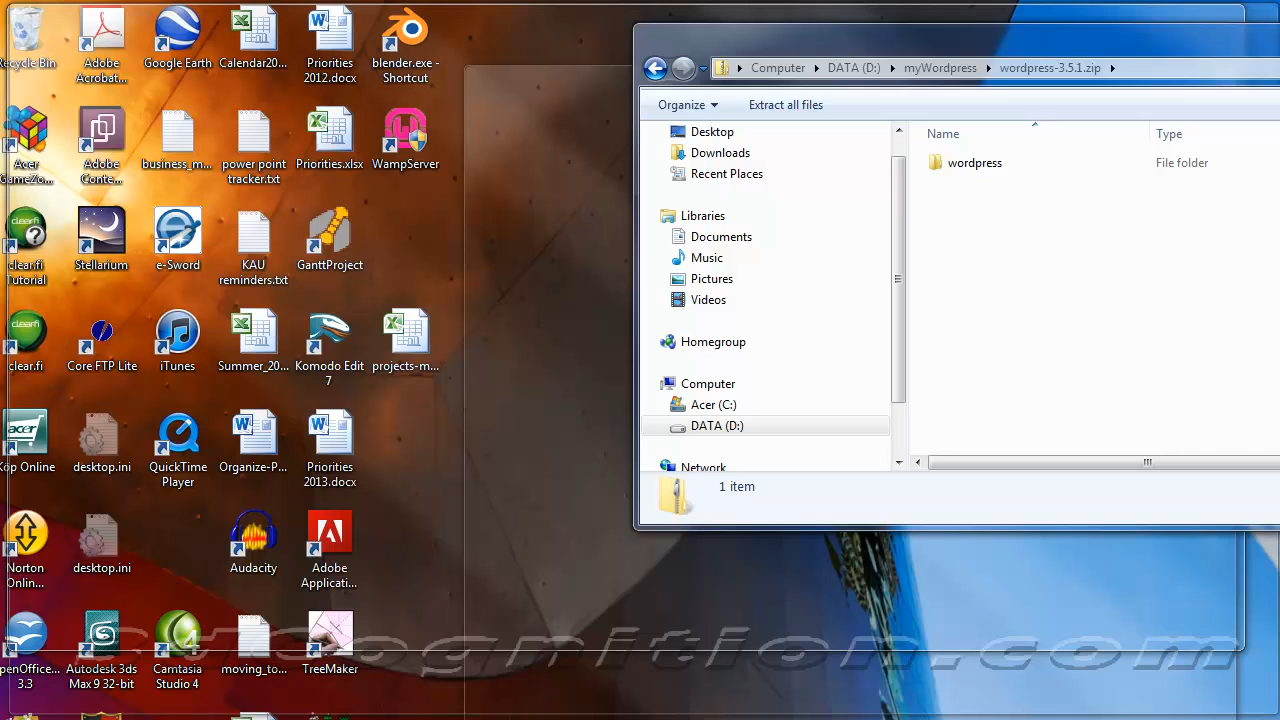 Recycle Bin
Adobe
Acrobat...
Google Earth
Calendar20...
Priorities
2012.docx
blender.exe -
Shortcut
Acer
GameZo...
Adobe
Conte...
business_m...
power point
tracker.txt
Priorities.xlsx
WampServer
clear.fi
Tutorial
Stellarium
e-Sword
KAU
reminders.txt
GanttProject
clear.fi
Core FTP Lite
iTunes
Summer_20...
Komodo Edit
7
projects-m...
Kop Online
desktop.ini
QuickTime
Player
Organize-P...
Priorities
2013.docx
Norton
Online...
desktop.ini
Audacity
Adobe
Applicati...
OpenOffice...
3.3
Autodesk 3ds
Max 9 32-bit
Camtasia
Studio 4
moving_to...
TreeMaker
Computer
DATA (D:)
myWordpress
wordpress-3.5.1.zip
Organize
Extract all files
Desktop
Downloads
Recent Places
Libraries
Documents
Music
Pictures
Videos
Homegroup
Computer
Acer (C:)
DATA (D:)
Network
Name
Type
wordpress
File folder
1 item